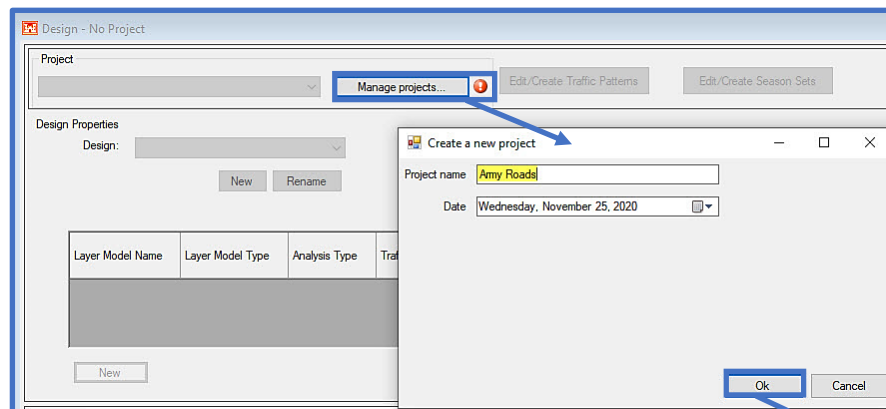 Design - No Project
Project
Manage projects...
Edit/Create Traffic Patterns
Edit/Create Season Sets
Design Properties
Design:
New
Rename
Create a new project
Project name
Army Roads
Date
Wednesday, November 25, 2020
Layer Model Name
Layer Model Type
Analysis Type
Traf
New
Ok
Cancel